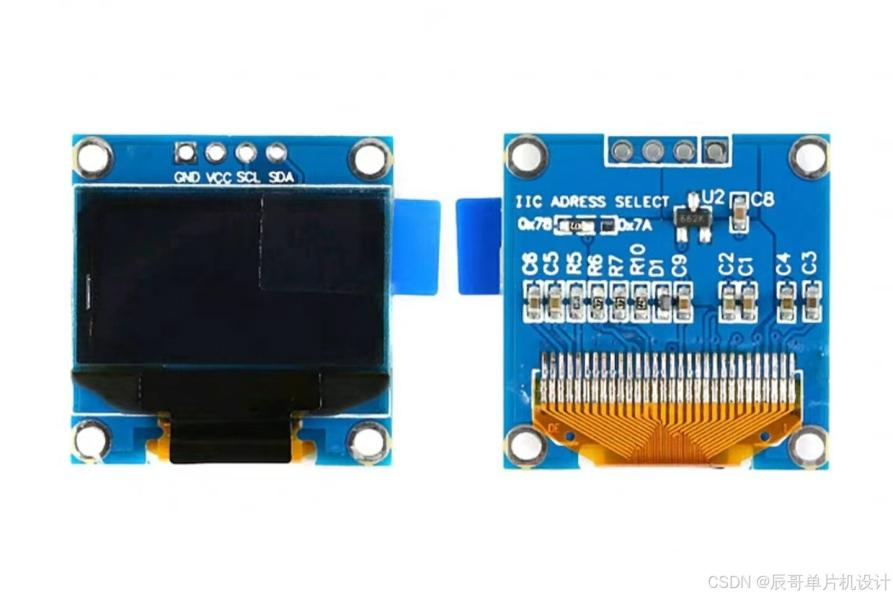 GND VCC SCL SDA
IIC ADRESS SELECT
0x78 0x7A
U2
662K
C8
C6 C5 R5 R6 R7 R10 D1 C9 C2 C1 C4 C3
CSDN @辰哥单片机设计